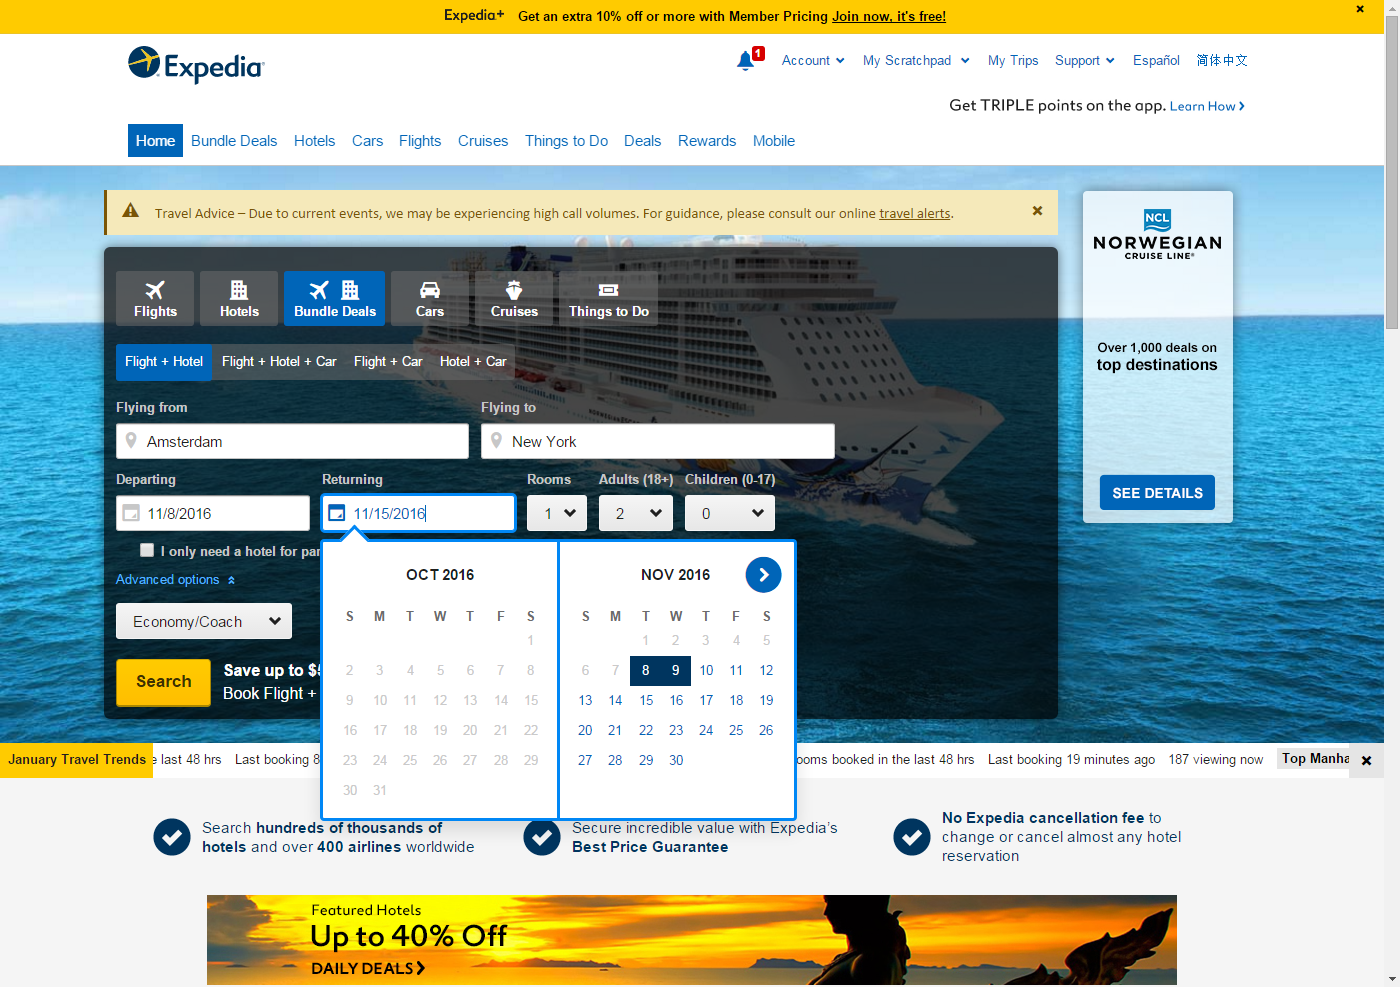 Expedia+ Get an extra 10% off or more with Member Pricing Join now, it's free!
Expedia
1 Account My Scratchpad My Trips Support Español 简体中文
Get TRIPLE points on the app. Learn How
Home Bundle Deals Hotels Cars Flights Cruises Things to Do Deals Rewards Mobile
Travel Advice – Due to current events, we may be experiencing high call volumes. For guidance, please consult our online travel alerts.
NCL
NORWEGIAN
CRUISE LINE®
Over 1,000 deals on
top destinations
SEE DETAILS
Flights Hotels Bundle Deals Cars Cruises Things to Do
Flight + Hotel Flight + Hotel + Car Flight + Car Hotel + Car
Flying from Flying to
Amsterdam New York
Departing Returning Rooms Adults (18+) Children (0-17)
11/8/2016 11/15/2016 1 2 0
I only need a hotel for par
Advanced options
Economy/Coach
Search
Save up to $
Book Flight +
OCT 2016
S M T W T F S
1
2 3 4 5 6 7 8
9 10 11 12 13 14 15
16 17 18 19 20 21 22
23 24 25 26 27 28 29
30 31
NOV 2016
S M T W T F S
1 2 3 4 5
6 7 8 9 10 11 12
13 14 15 16 17 18 19
20 21 22 23 24 25 26
27 28 29 30
January Travel Trends e last 48 hrs Last booking 8 ooms booked in the last 48 hrs Last booking 19 minutes ago 187 viewing now Top Manha
Search hundreds of thousands of
hotels and over 400 airlines worldwide
Secure incredible value with Expedia's
Best Price Guarantee
No Expedia cancellation fee to
change or cancel almost any hotel
reservation
Featured Hotels
Up to 40% Off
DAILY DEALS